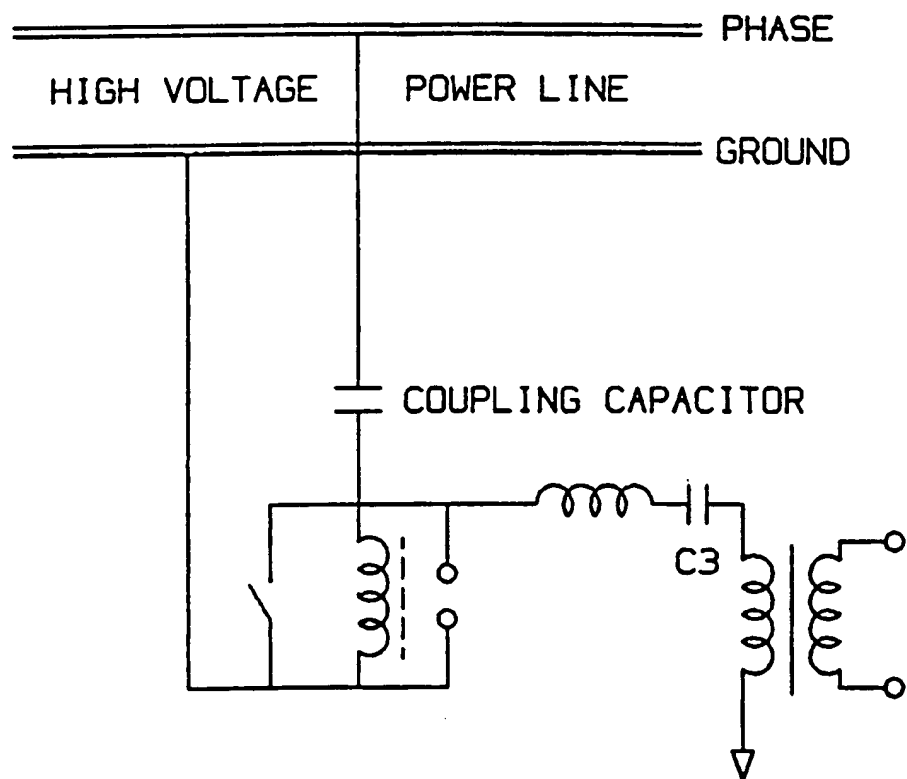 PHASE
HIGH VOLTAGE POWER LINE
GROUND
COUPLING CAPACITOR
C3